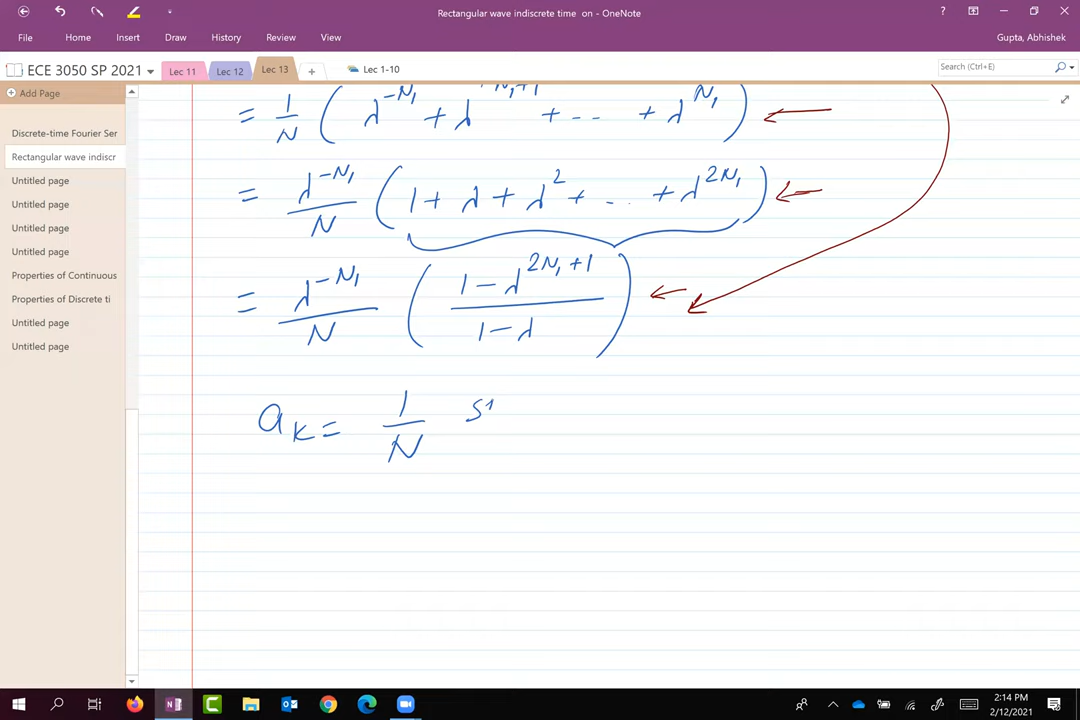 Rectangular wave indiscrete time on - OneNote
Gupta, Abhishek
File Home Insert Draw History Review View
ECE 3050 SP 2021 Lec 11 Lec 12 Lec 13 + Lec 1-10
Search (Ctrl+E)
Add Page
Discrete-time Fourier Ser
Rectangular wave indiscr
Untitled page
Untitled page
Untitled page
Untitled page
Properties of Continuous
Properties of Discrete ti
Untitled page
Untitled page
= 1/N ( λ^{-N₁} + λ^{-N₁+1} + ... + λ^{N₁} )
= λ^{-N₁}/N ( 1 + λ + λ² + ... + λ^{2N₁} )
= λ^{-N₁}/N ( (1 - λ^{2N₁+1}) / (1 - λ) )
a_k = 1/N
2:14 PM
2/12/2021